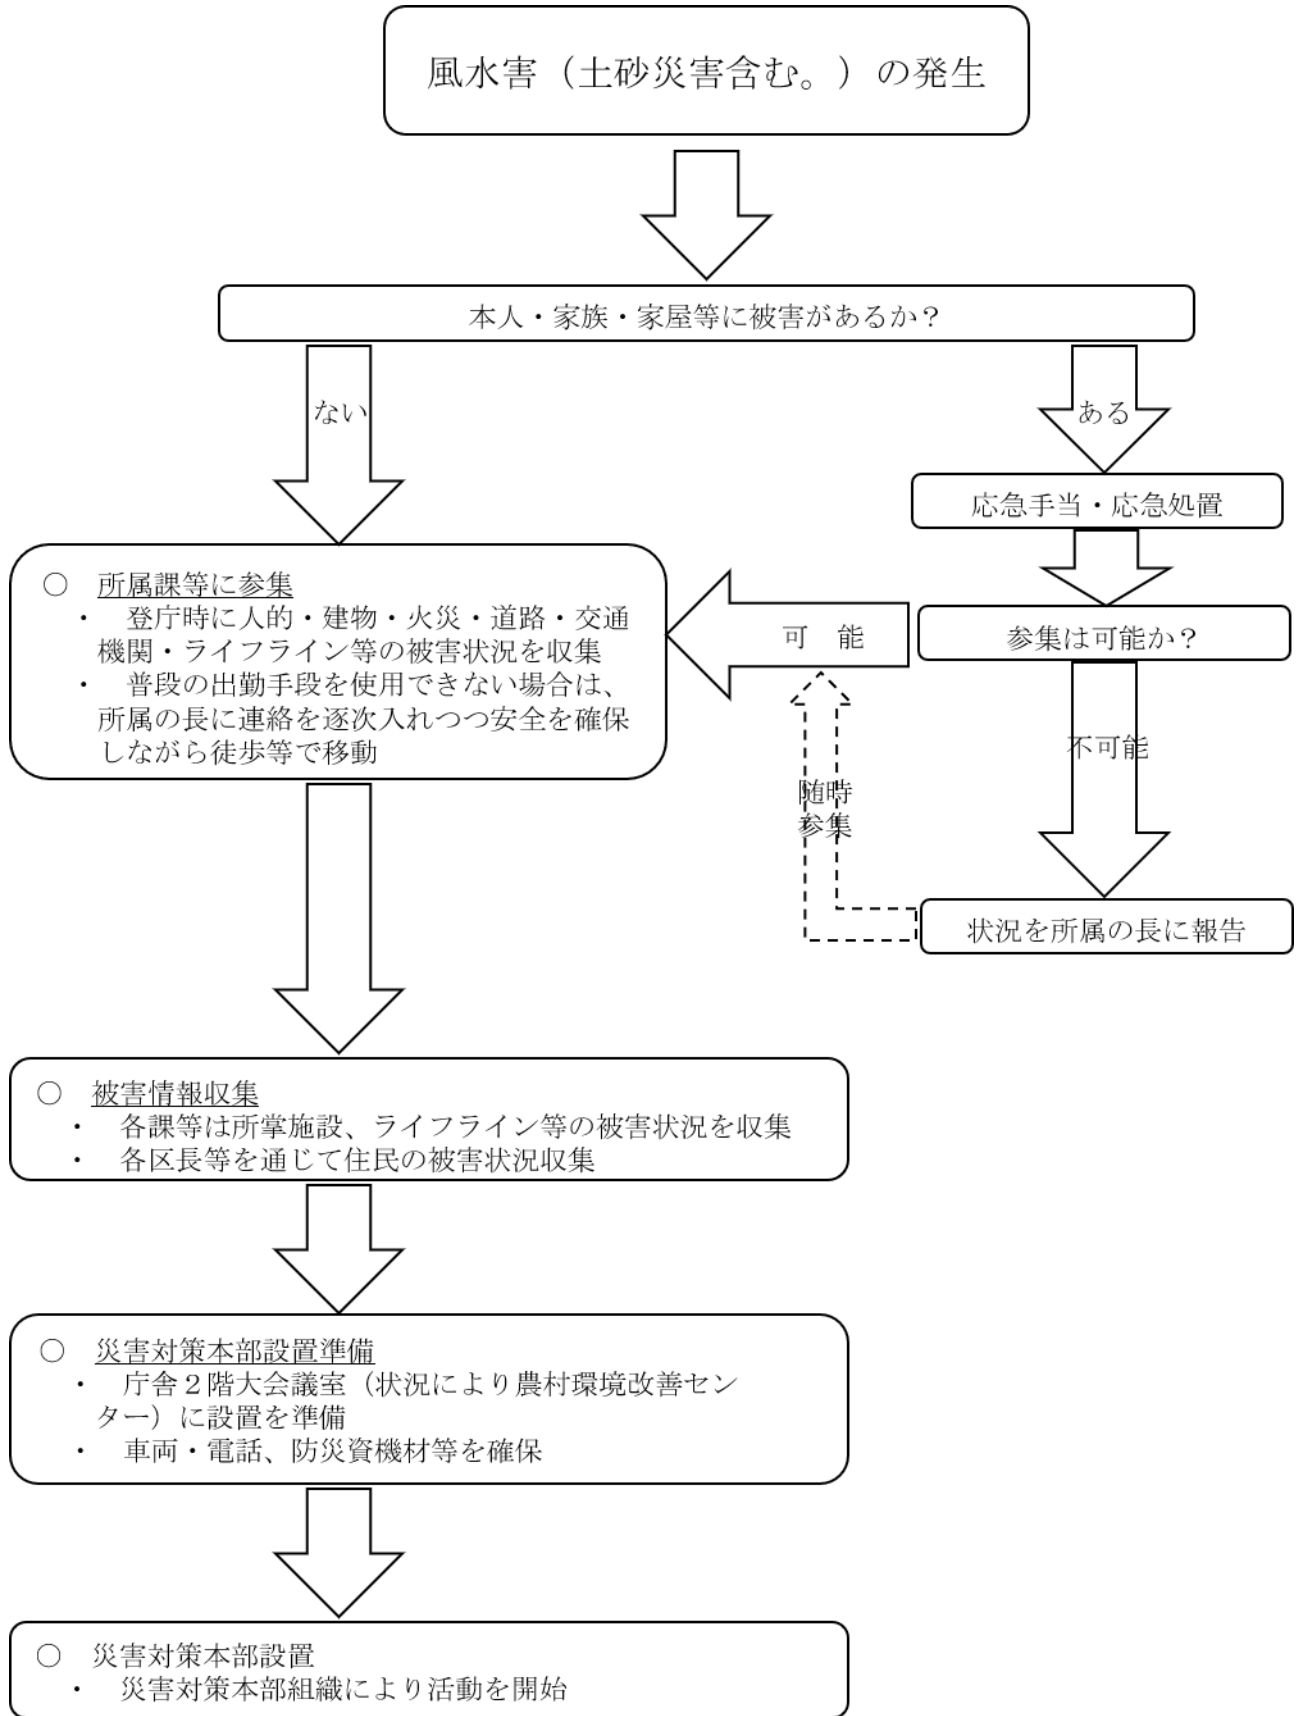 風水害（土砂災害含む。）の発生
本人・家族・家屋等に被害があるか？
ない
ある
応急手当・応急処置
○　所属課等に参集
・　登庁時に人的・建物・火災・道路・交通
機関・ライフライン等の被害状況を収集
・　普段の出勤手段を使用できない場合は、
所属の長に連絡を逐次入れつつ安全を確保
しながら徒歩等で移動
可　能
参集は可能か？
不可能
随時
参集
状況を所属の長に報告
○　被害情報収集
・　各課等は所掌施設、ライフライン等の被害状況を収集
・　各区長等を通じて住民の被害状況収集
○　災害対策本部設置準備
・　庁舎２階大会議室（状況により農村環境改善セン
ター）に設置を準備
・　車両・電話、防災資機材等を確保
○　災害対策本部設置
・　災害対策本部組織により活動を開始